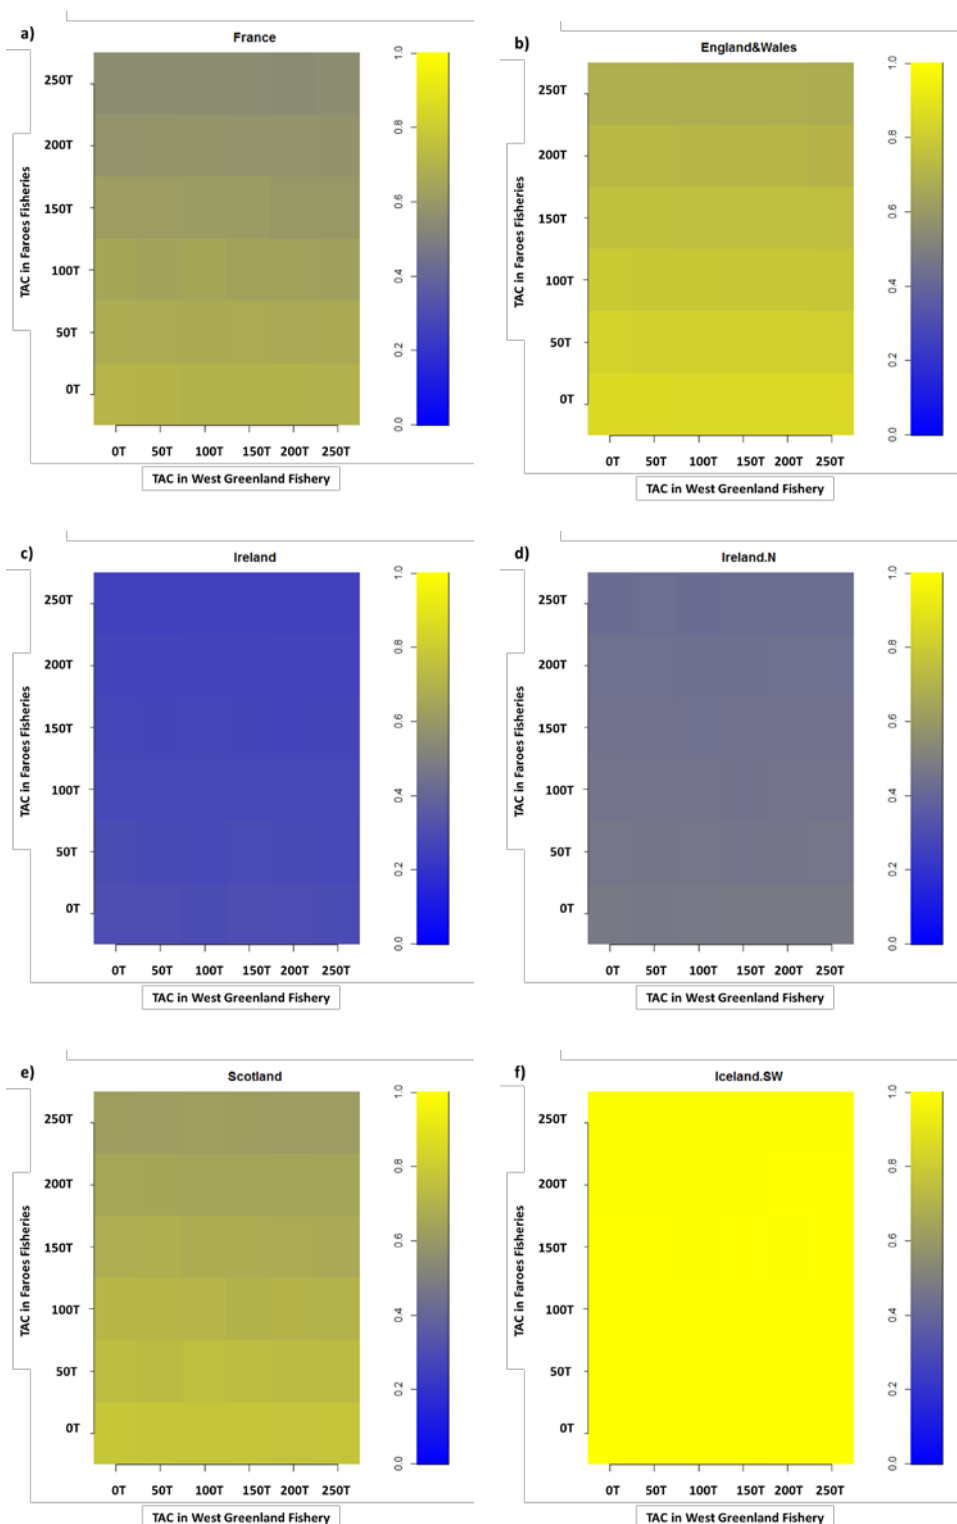 a)
France
TAC in Faroes Fisheries
250T
200T
150T
100T
50T
0T
0T 50T 100T 150T 200T 250T
TAC in West Greenland Fishery
1.0
0.8
0.6
0.4
0.2
0.0
b)
England&Wales
TAC in Faroes Fisheries
250T
200T
150T
100T
50T
0T
0T 50T 100T 150T 200T 250T
TAC in West Greenland Fishery
1.0
0.8
0.6
0.4
0.2
0.0
c)
Ireland
TAC in Faroes Fisheries
250T
200T
150T
100T
50T
0T
0T 50T 100T 150T 200T 250T
TAC in West Greenland Fishery
1.0
0.8
0.6
0.4
0.2
0.0
d)
Ireland.N
TAC in Faroes Fisheries
250T
200T
150T
100T
50T
0T
0T 50T 100T 150T 200T 250T
TAC in West Greenland Fishery
1.0
0.8
0.6
0.4
0.2
0.0
e)
Scotland
TAC in Faroes Fisheries
250T
200T
150T
100T
50T
0T
0T 50T 100T 150T 200T 250T
TAC in West Greenland Fishery
1.0
0.8
0.6
0.4
0.2
0.0
f)
Iceland.SW
TAC in Faroes Fisheries
250T
200T
150T
100T
50T
0T
0T 50T 100T 150T 200T 250T
TAC in West Greenland Fishery
1.0
0.8
0.6
0.4
0.2
0.0